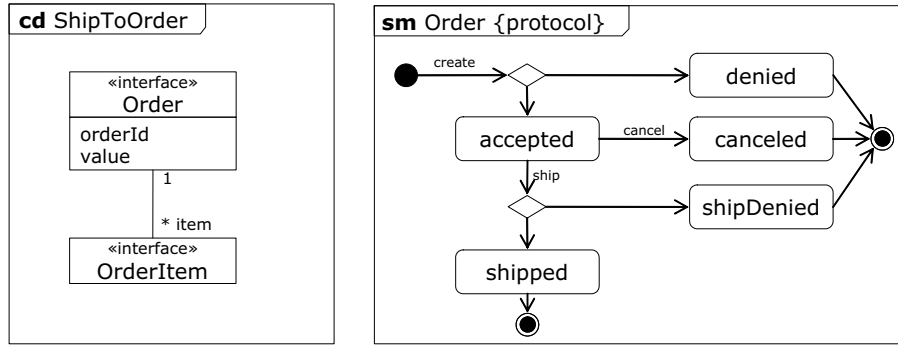 cd ShipToOrder
«interface»
Order
orderId
value
1
* item
«interface»
OrderItem
sm Order {protocol}
create
denied
accepted
cancel
canceled
ship
shipDenied
shipped